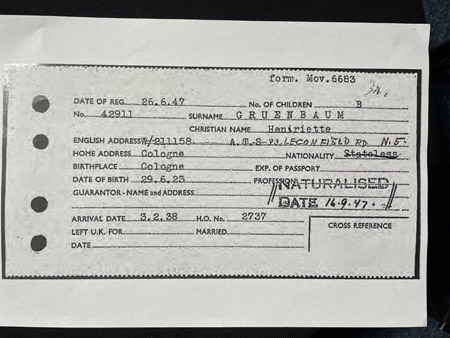 form. Mov.6683
DATE OF REG. 26.6.47 No. OF CHILDREN B.
No. 42911 SURNAME GRUENBAUM
CHRISTIAN NAME Heniriette
ENGLISH ADDRESS W/211158 A.T.S 23, LECONFIELD RD N.5.
HOME ADDRESS Cologne NATIONALITY Stateless
BIRTHPLACE Cologne EXP. OF PASSPORT
DATE OF BIRTH 29.6.23 PROFESSION
GUARANTOR - NAME and ADDRESS NATURALISED
DATE 16.9.47.
ARRIVAL DATE 3.2.38 H.O. No. 2737
LEFT U.K. FOR MARRIED
DATE
CROSS REFERENCE